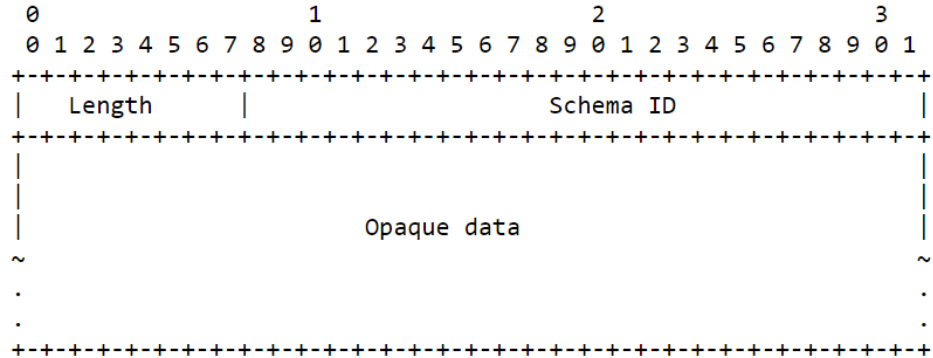 0                   1                   2                   3
 0 1 2 3 4 5 6 7 8 9 0 1 2 3 4 5 6 7 8 9 0 1 2 3 4 5 6 7 8 9 0 1
+-+-+-+-+-+-+-+-+-+-+-+-+-+-+-+-+-+-+-+-+-+-+-+-+-+-+-+-+-+-+-+-+
|   Length      |                     Schema ID                 |
+-+-+-+-+-+-+-+-+-+-+-+-+-+-+-+-+-+-+-+-+-+-+-+-+-+-+-+-+-+-+-+-+
|                                                               |
|                                                               |
|                        Opaque data                            |
~                                                               ~
.                                                               .
.                                                               .
+-+-+-+-+-+-+-+-+-+-+-+-+-+-+-+-+-+-+-+-+-+-+-+-+-+-+-+-+-+-+-+-+